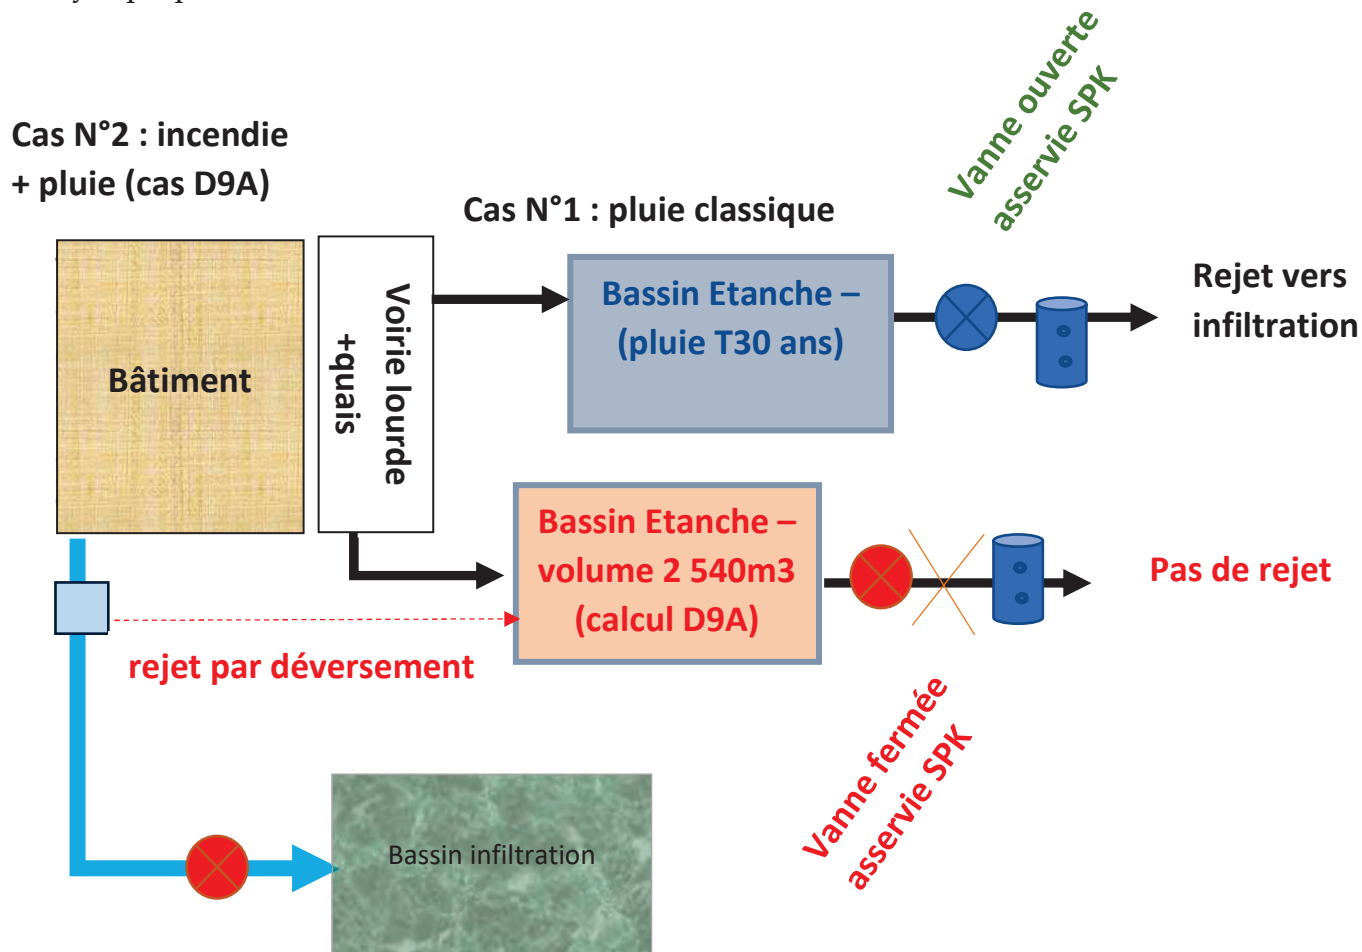 Cas N°2 : incendie
+ pluie (cas D9A)
Cas N°1 : pluie classique
Vanne ouverte
asservie SPK
Bâtiment
Voirie lourde
+quais
Bassin Etanche –
(pluie T30 ans)
Rejet vers
infiltration
Bassin Etanche –
volume 2 540m3
(calcul D9A)
Pas de rejet
rejet par déversement
Vanne fermée
asservie SPK
Bassin infiltration